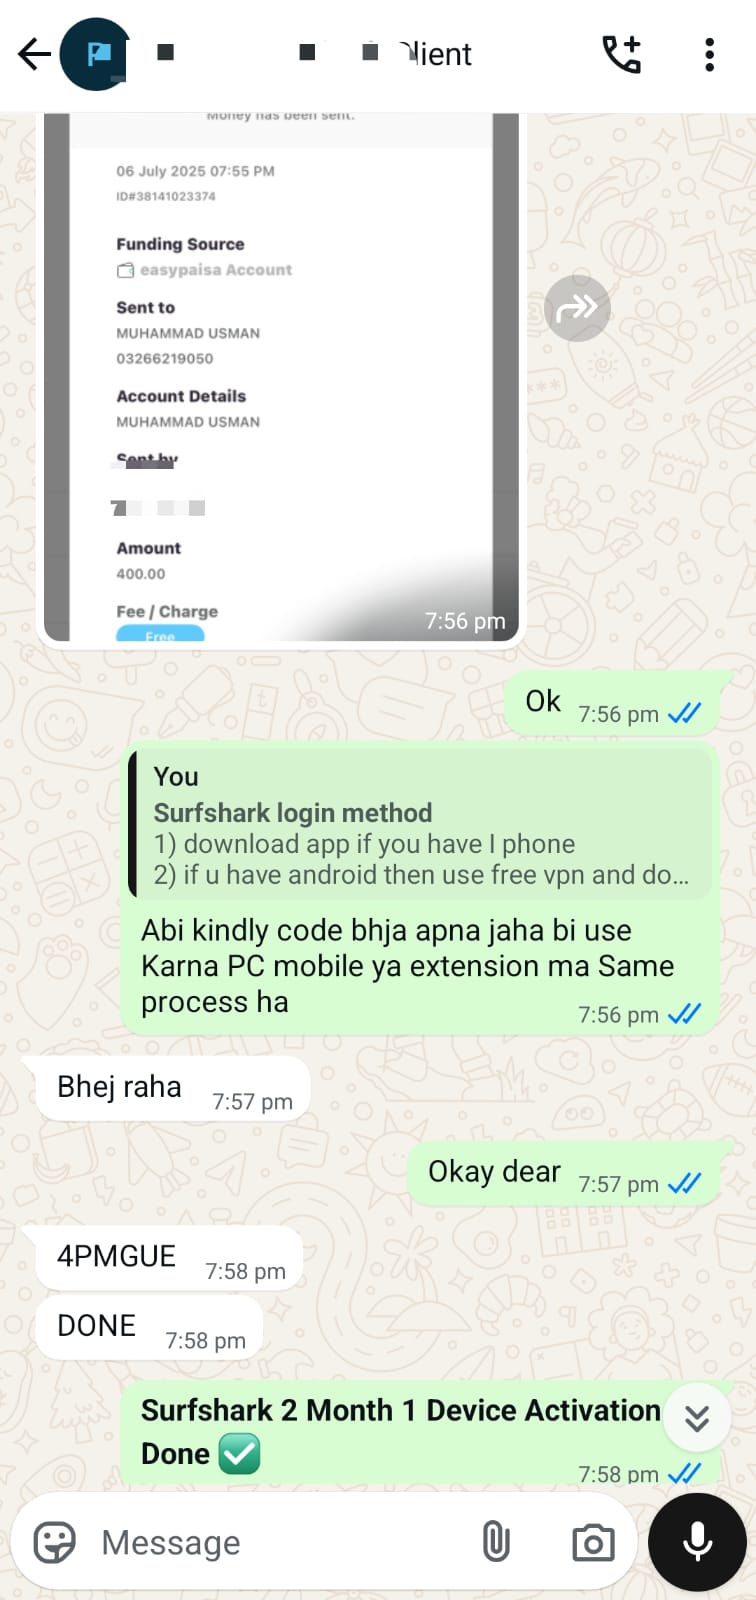 Client
Money has been sent.
06 July 2025 07:55 PM
ID#38141023374
Funding Source
easypaisa Account
Sent to
MUHAMMAD USMAN
03266219050
Account Details
MUHAMMAD USMAN
Sent by
7
Amount
400.00
Fee / Charge
Free
7:56 pm
Ok 7:56 pm
You
Surfshark login method
1) download app if you have I phone
2) if u have android then use free vpn and do...
Abi kindly code bhja apna jaha bi use
Karna PC mobile ya extension ma Same
process ha
7:56 pm
Bhej raha 7:57 pm
Okay dear 7:57 pm
4PMGUE 7:58 pm
DONE 7:58 pm
Surfshark 2 Month 1 Device Activation
Done ✅
7:58 pm
Message